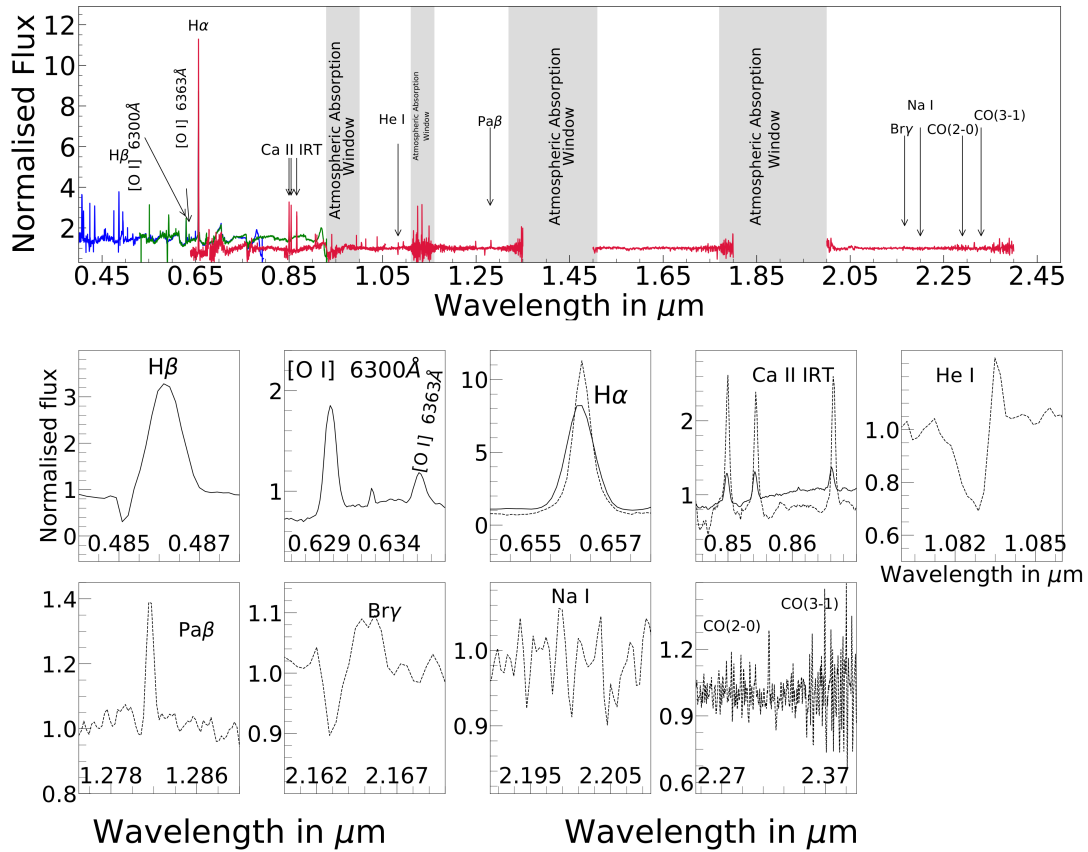 Normalised Flux
12
10
8
6
4
2
Hα
[O I] 6363Å
[O I] 6300Å
Hβ
Ca II IRT
Atmospheric Absorption
Window
He I
Atmospheric Absorption
Window
Paβ
Atmospheric Absorption
Window
Atmospheric Absorption
Window
Na I
Brγ
CO(2-0)
CO(3-1)
0.45 0.65 0.85 1.05 1.25 1.45 1.65 1.85 2.05 2.25 2.45
Wavelength in μm
Normalised flux
Hβ
3
2
1
0
0.485 0.487
[O I] 6300Å
[O I] 6363Å
2
1
0.629 0.634
Hα
10
5
0
0.655 0.657
Ca II IRT
2
1
0.85 0.86
He I
1.0
0.8
0.6
1.082 1.085
Wavelength in μm
Paβ
1.4
1.2
1.0
0.8
1.278 1.286
Brγ
1.1
1.0
0.9
2.162 2.167
Na I
1.0
0.9
2.195 2.205
CO(3-1)
CO(2-0)
1.2
0.9
0.6
2.27 2.37
Wavelength in μm Wavelength in μm